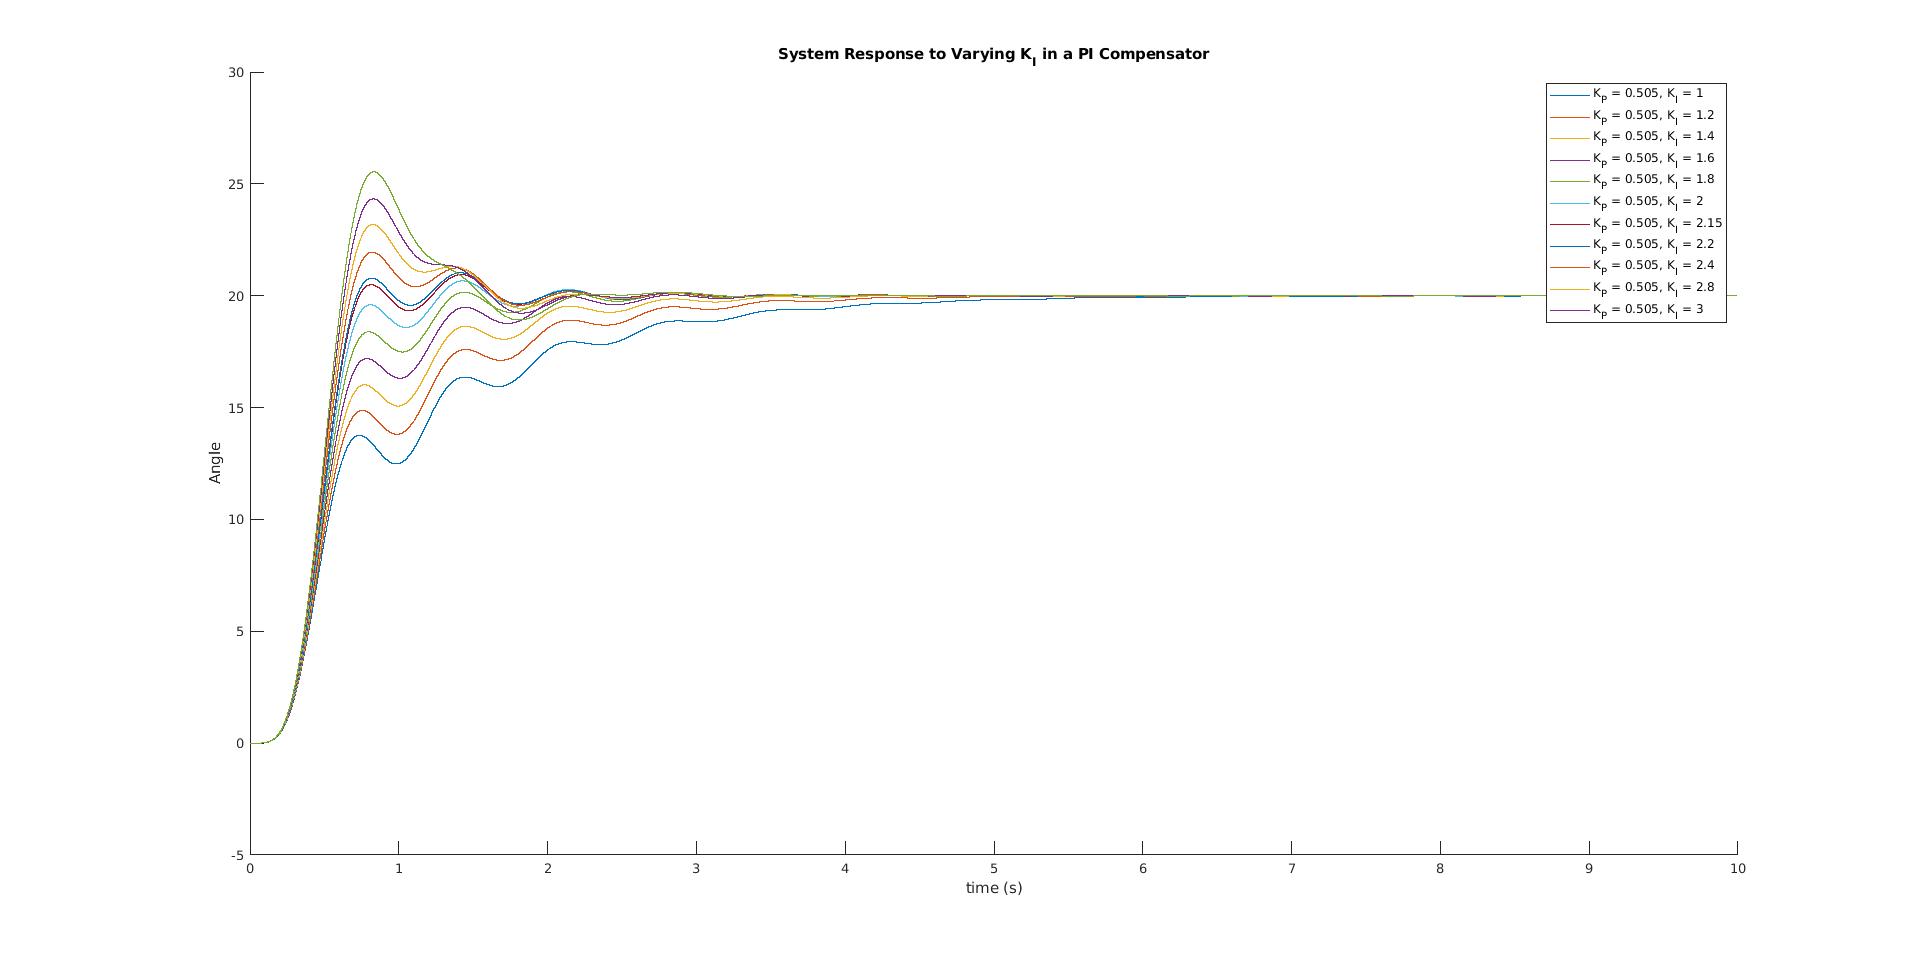 System Response to Varying K_I in a PI Compensator
30
25
20
15
10
5
0
-5
Angle
K_P = 0.505, K_I = 1
K_P = 0.505, K_I = 1.2
K_P = 0.505, K_I = 1.4
K_P = 0.505, K_I = 1.6
K_P = 0.505, K_I = 1.8
K_P = 0.505, K_I = 2
K_P = 0.505, K_I = 2.15
K_P = 0.505, K_I = 2.2
K_P = 0.505, K_I = 2.4
K_P = 0.505, K_I = 2.8
K_P = 0.505, K_I = 3
0 1 2 3 4 5 6 7 8 9 10
time (s)